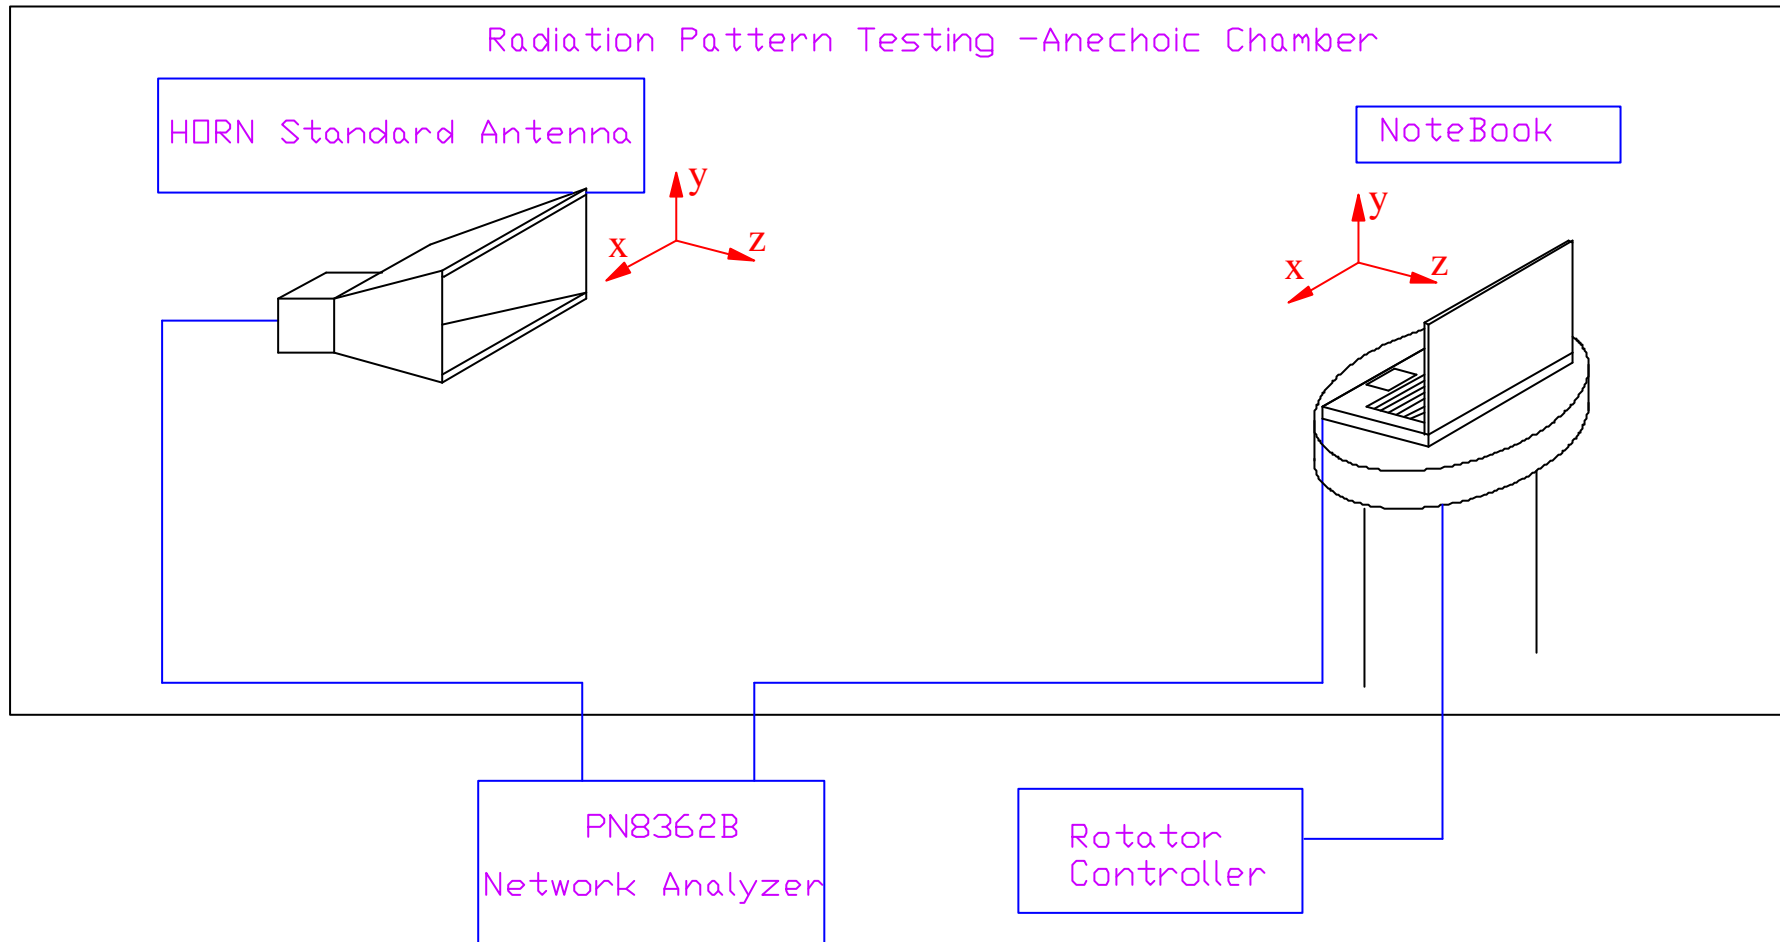 Radiation Pattern Testing -Anechoic Chamber
HORN Standard Antenna
NoteBook
y
x
z
y
x
z
PN8362B
Network Analyzer
Rotator
Controller